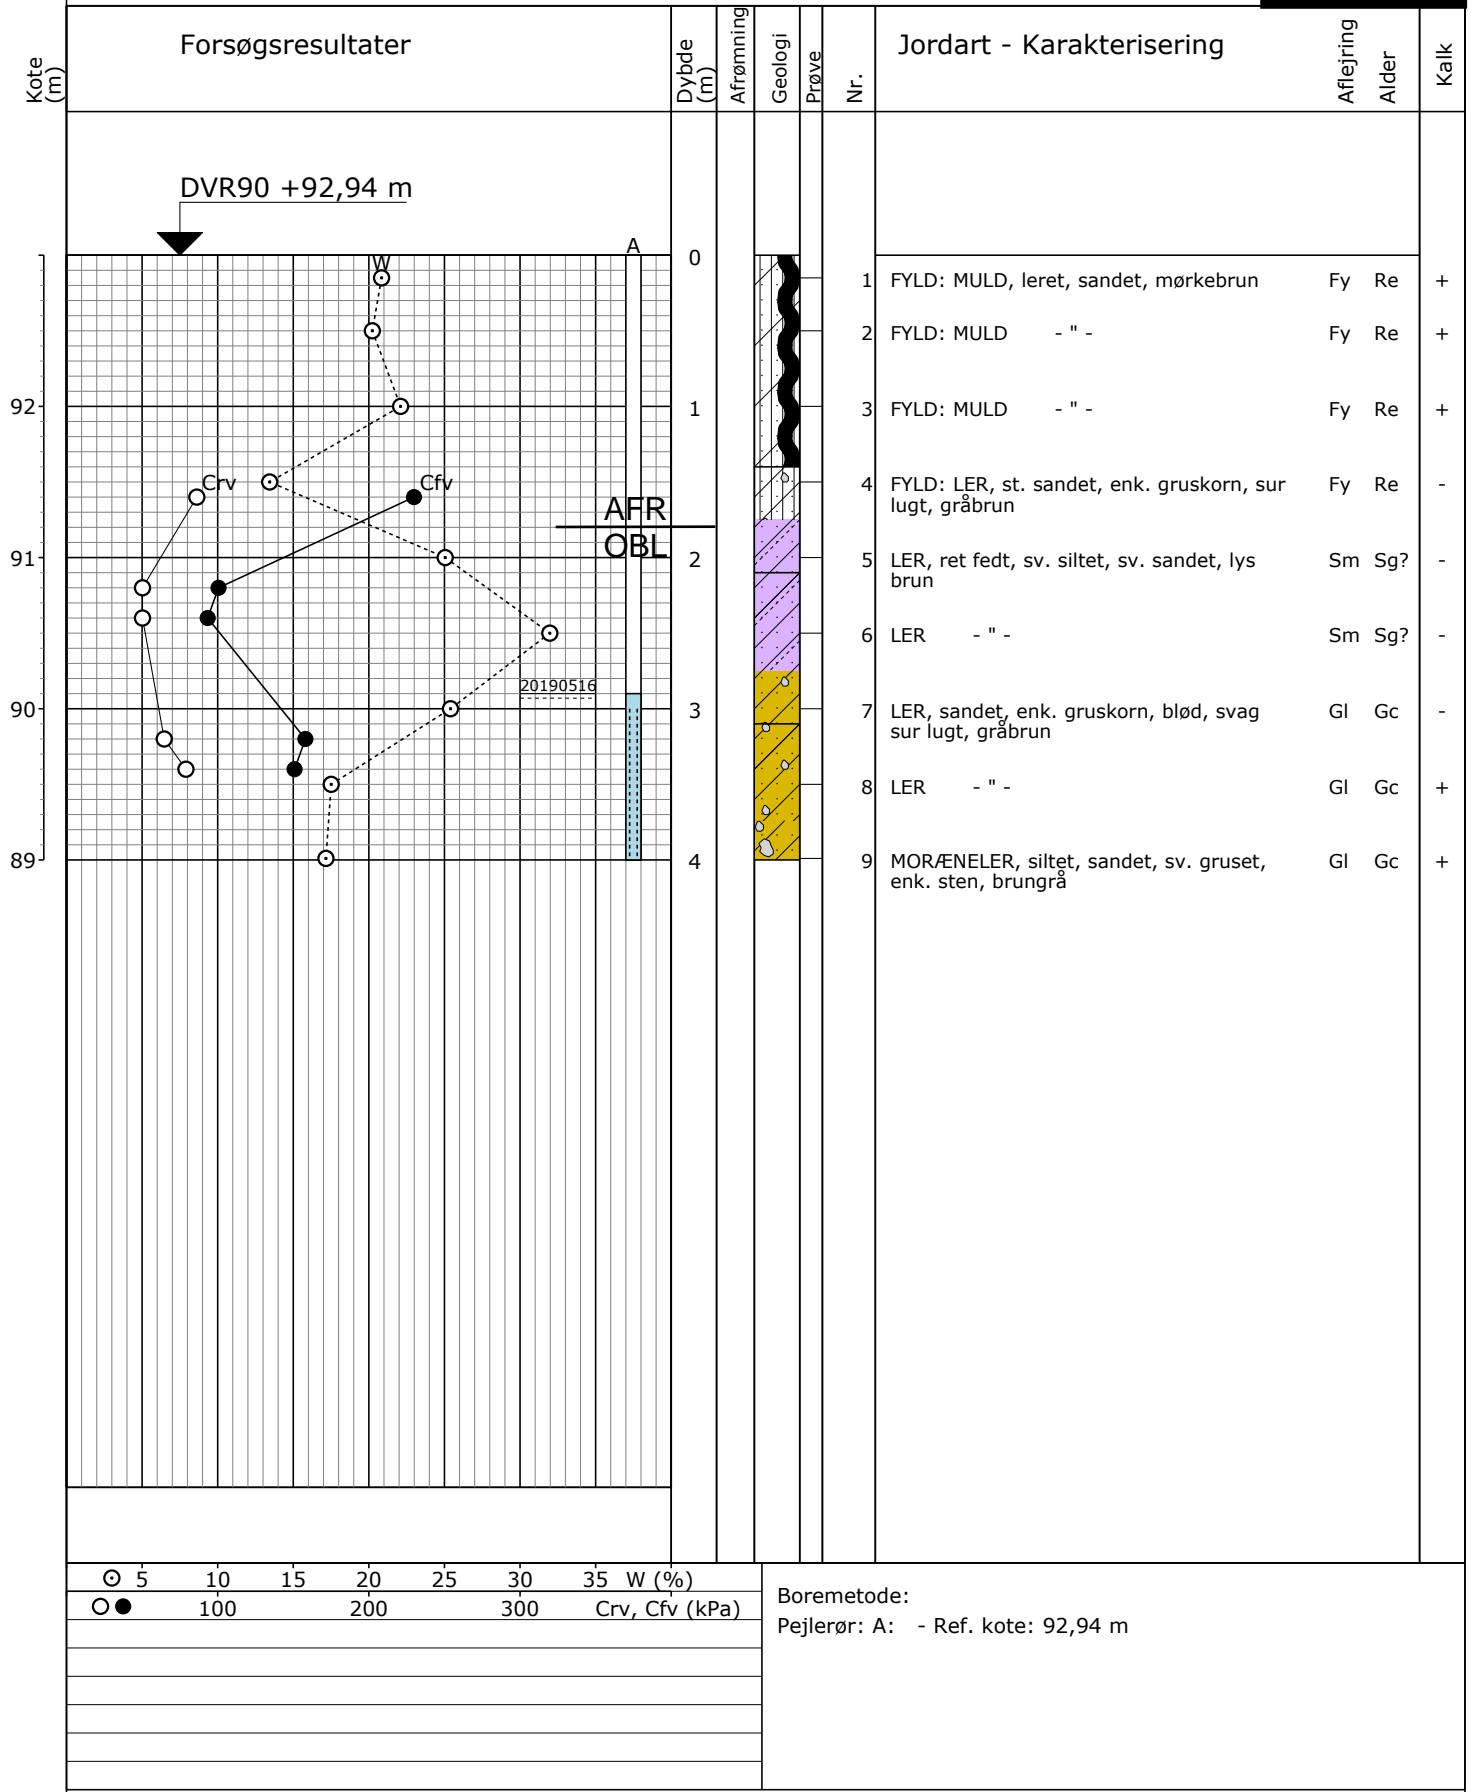 Kote (m)
Forsøgsresultater
Dybde (m)
Afrømning
Geologi
Prøve
Nr.
Jordart - Karakterisering
Aflejring
Alder
Kalk
DVR90 +92,94 m
A
W
0
1 FYLD: MULD, leret, sandet, mørkebrun Fy Re +
2 FYLD: MULD - " - Fy Re +
92
1
3 FYLD: MULD - " - Fy Re +
Crv
Cfv
4 FYLD: LER, st. sandet, enk. gruskorn, sur Fy Re -
lugt, gråbrun
AFR
OBL
91
2
5 LER, ret fedt, sv. siltet, sv. sandet, lys Sm Sg? -
brun
6 LER - " - Sm Sg? -
20190516
90
3
7 LER, sandet, enk. gruskorn, blød, svag Gl Gc -
sur lugt, gråbrun
8 LER - " - Gl Gc +
89
4
9 MORÆNELER, siltet, sandet, sv. gruset, Gl Gc +
enk. sten, brungrå
5 10 15 20 25 30 35 W (%)
100 200 300 Crv, Cfv (kPa)
Boremetode:
Pejlerør: A: - Ref. kote: 92,94 m